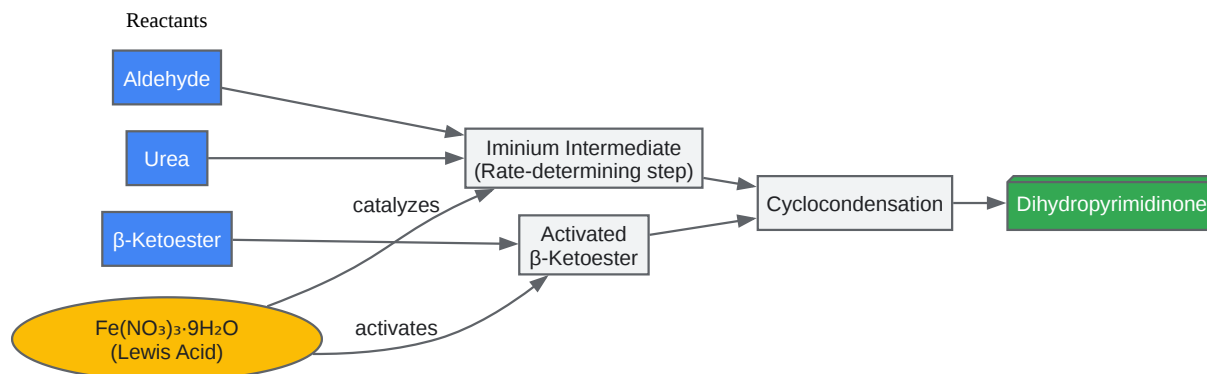 Reactants
Aldehyde
Urea
β-Ketoester
Fe(NO₃)₃·9H₂O
(Lewis Acid)
catalyzes
activates
Iminium Intermediate
(Rate-determining step)
Activated
β-Ketoester
Cyclocondensation
Dihydropyrimidinone